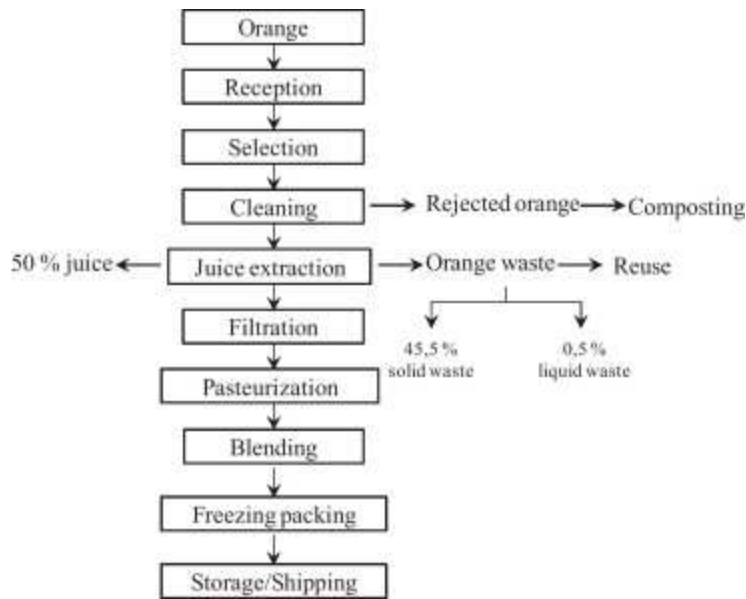 Orange
Reception
Selection
Cleaning
Rejected orange
Composting
50 % juice
Juice extraction
Orange waste
Reuse
Filtration
45,5 %
solid waste
0,5 %
liquid waste
Pasteurization
Blending
Freezing packing
Storage/Shipping